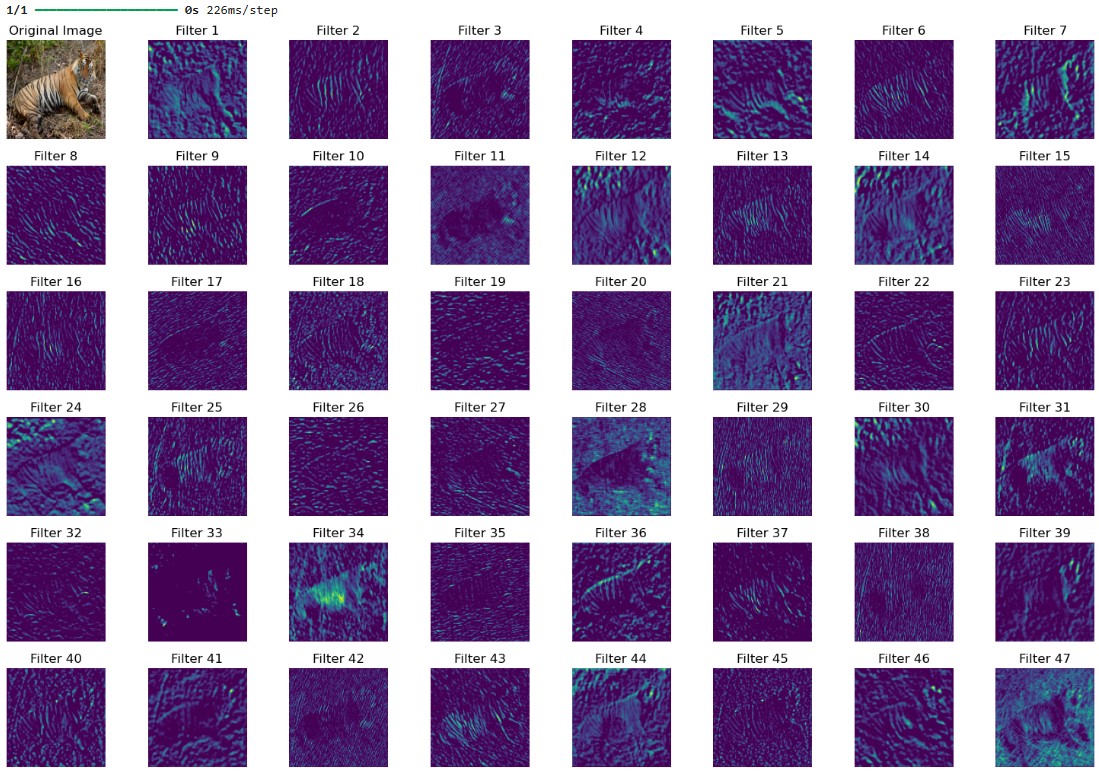 1/1 ━━━━━━━━━━━━━━━━━━━━ 0s 226ms/step
Original Image Filter 1 Filter 2 Filter 3 Filter 4 Filter 5 Filter 6 Filter 7
Filter 8 Filter 9 Filter 10 Filter 11 Filter 12 Filter 13 Filter 14 Filter 15
Filter 16 Filter 17 Filter 18 Filter 19 Filter 20 Filter 21 Filter 22 Filter 23
Filter 24 Filter 25 Filter 26 Filter 27 Filter 28 Filter 29 Filter 30 Filter 31
Filter 32 Filter 33 Filter 34 Filter 35 Filter 36 Filter 37 Filter 38 Filter 39
Filter 40 Filter 41 Filter 42 Filter 43 Filter 44 Filter 45 Filter 46 Filter 47